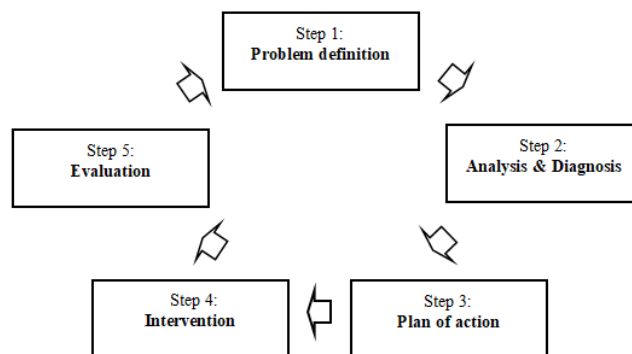 Step 1:
Problem definition
Step 2:
Analysis & Diagnosis
Step 3:
Plan of action
Step 4:
Intervention
Step 5:
Evaluation